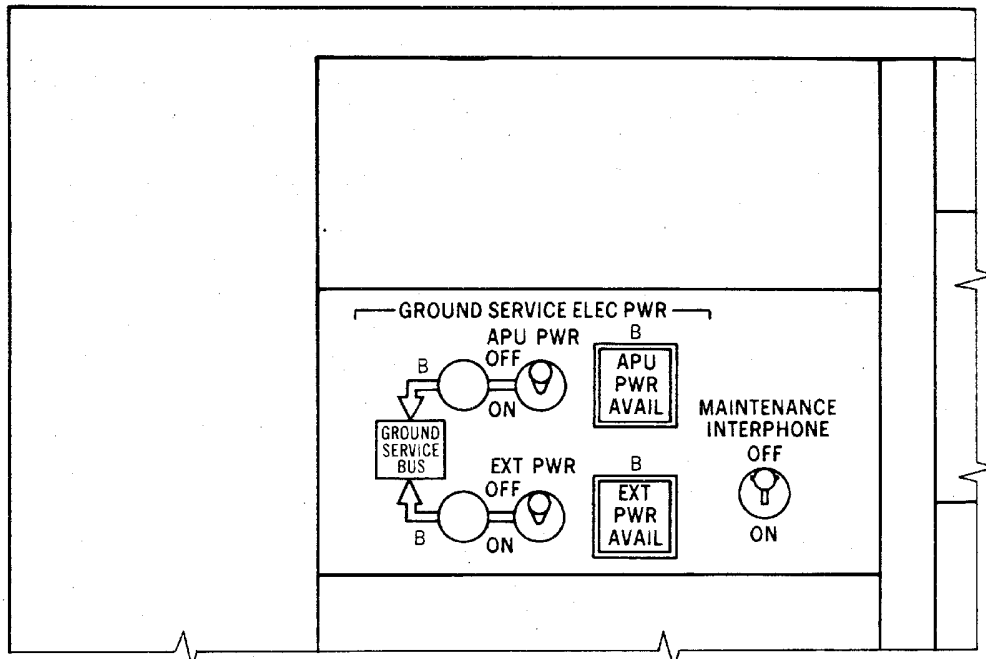 GROUND SERVICE ELEC PWR
APU PWR
OFF
ON
B
B
APU
PWR
AVAIL
GROUND
SERVICE
BUS
EXT PWR
OFF
ON
B
B
EXT
PWR
AVAIL
MAINTENANCE
INTERPHONE
OFF
ON